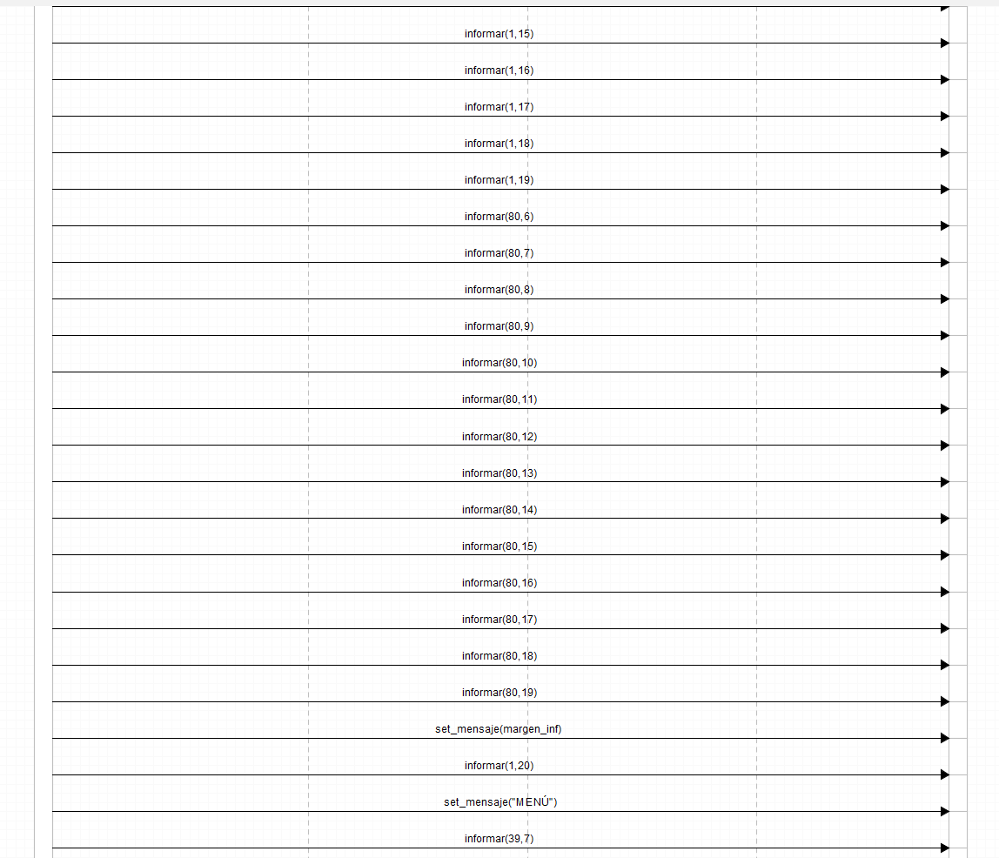 informar(1,15)
informar(1,16)
informar(1,17)
informar(1,18)
informar(1,19)
informar(80,6)
informar(80,7)
informar(80,8)
informar(80,9)
informar(80,10)
informar(80,11)
informar(80,12)
informar(80,13)
informar(80,14)
informar(80,15)
informar(80,16)
informar(80,17)
informar(80,18)
informar(80,19)
set_mensaje(margen_inf)
informar(1,20)
set_mensaje("MENÚ")
informar(39,7)